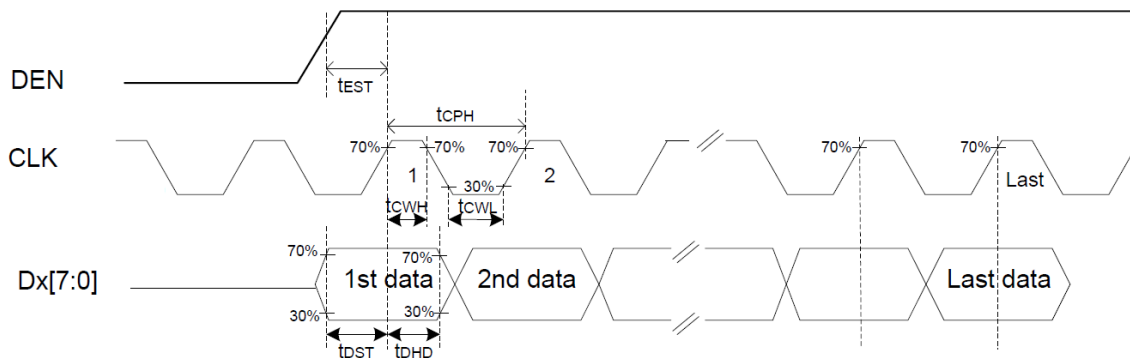 DEN
tEST
tCPH
CLK
70% 70% 70% 70% 70%
1 2 Last
30%
tCWH tCWL
70% 70%
Dx[7:0] 1st data 2nd data Last data
30% 30%
tDST tDHD